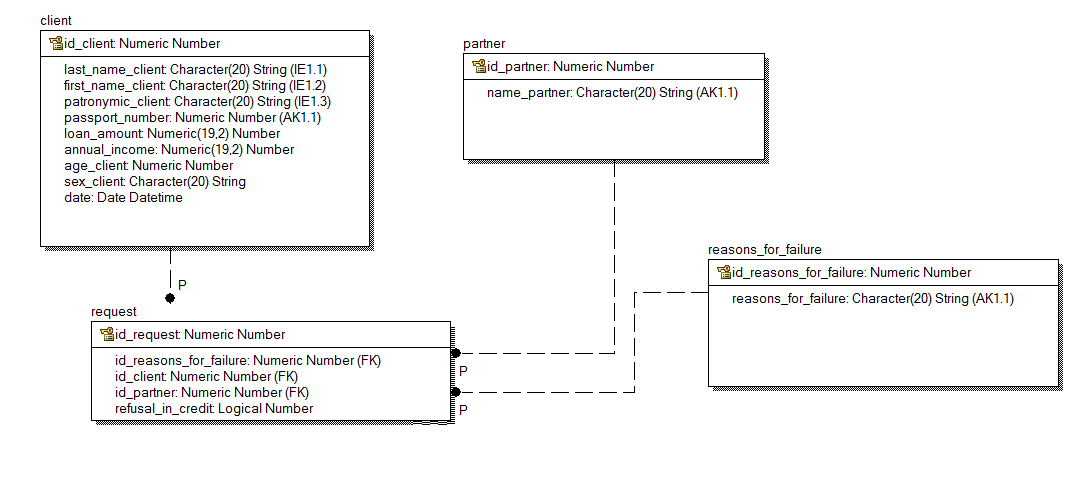 client
id_client: Numeric Number
last_name_client: Character(20) String (IE1.1)
first_name_client: Character(20) String (IE1.2)
patronymic_client: Character(20) String (IE1.3)
passport_number: Numeric Number (AK1.1)
loan_amount: Numeric(19,2) Number
annual_income: Numeric(19,2) Number
age_client: Numeric Number
sex_client: Character(20) String
date: Date Datetime
partner
id_partner: Numeric Number
name_partner: Character(20) String (AK1.1)
reasons_for_failure
id_reasons_for_failure: Numeric Number
reasons_for_failure: Character(20) String (AK1.1)
P
request
id_request: Numeric Number
id_reasons_for_failure: Numeric Number (FK)
id_client: Numeric Number (FK)
id_partner: Numeric Number (FK)
refusal_in_credit: Logical Number
P
P